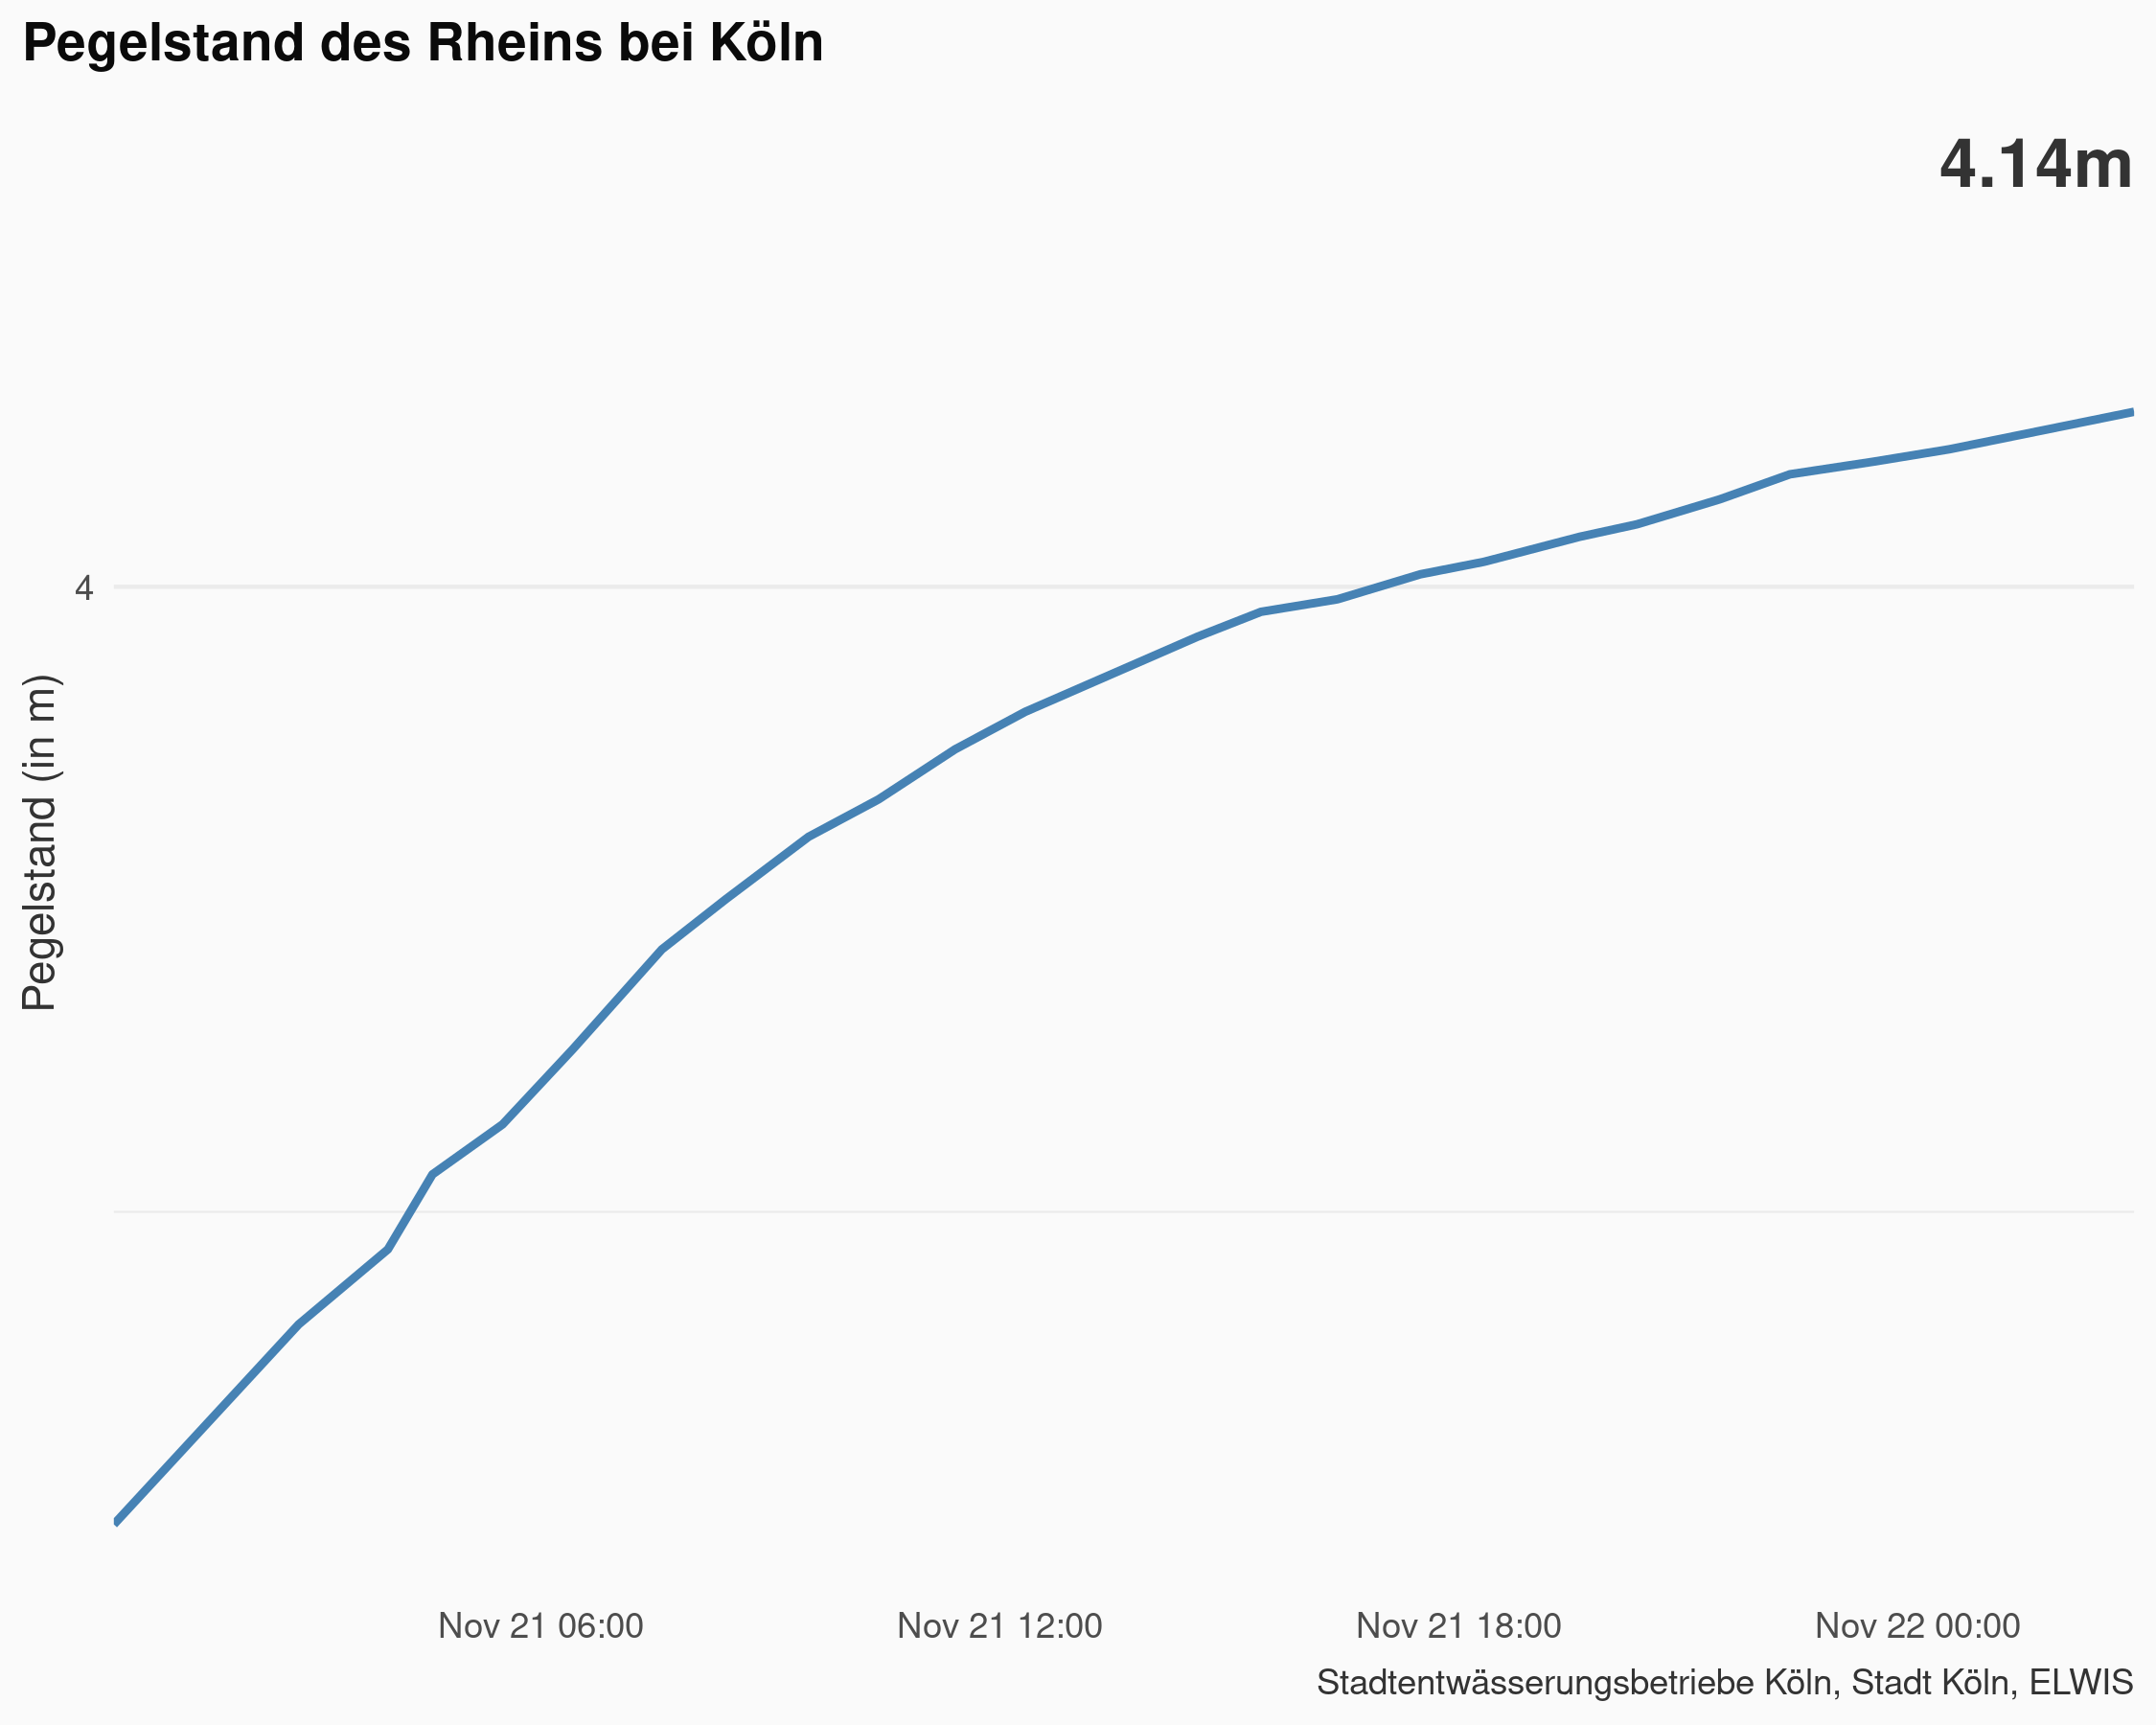 Pegelstand des Rheins bei Köln
4.14m
4
Pegelstand (in m)
Nov 21 06:00
Nov 21 12:00
Nov 21 18:00
Nov 22 00:00
Stadtentwässerungsbetriebe Köln, Stadt Köln, ELWIS